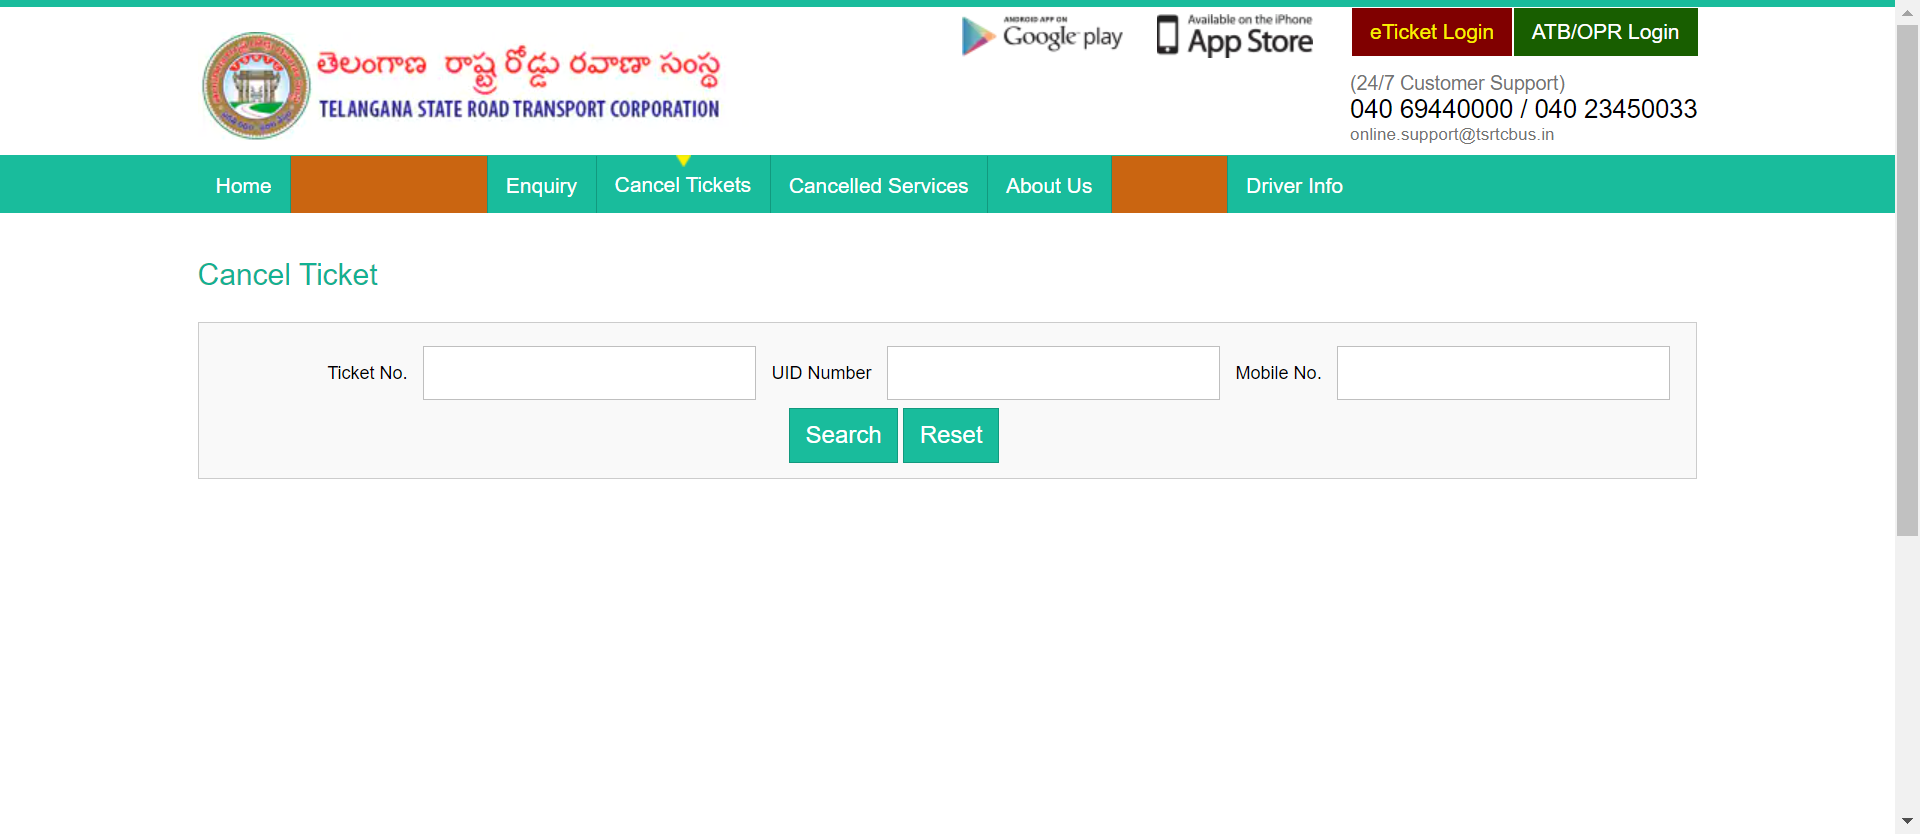 ANDROID APP ON
Google play
Available on the iPhone
App Store
eTicket Login
ATB/OPR Login
తెలంగాణ రాష్ట్ర రోడ్డు రవాణా సంస్థ
TELANGANA STATE ROAD TRANSPORT CORPORATION
(24/7 Customer Support)
040 69440000 / 040 23450033
online.support@tsrtcbus.in
Home
Enquiry
Cancel Tickets
Cancelled Services
About Us
Driver Info
Cancel Ticket
Ticket No.
UID Number
Mobile No.
Search
Reset